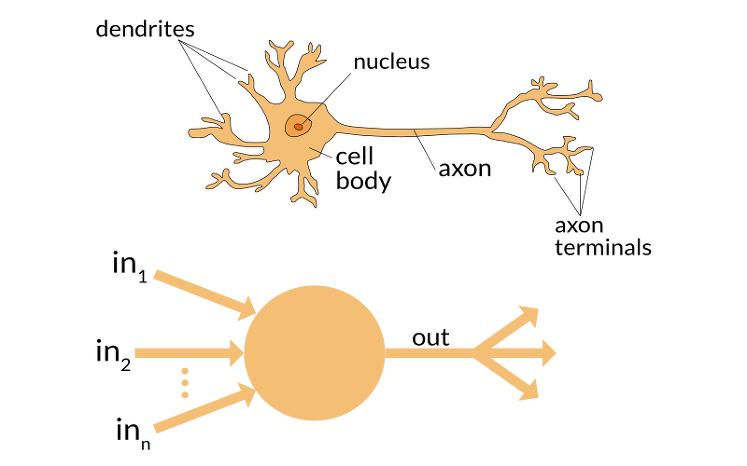 dendrites
nucleus
cell
body
axon
axon
terminals
in1
in2
inn
out